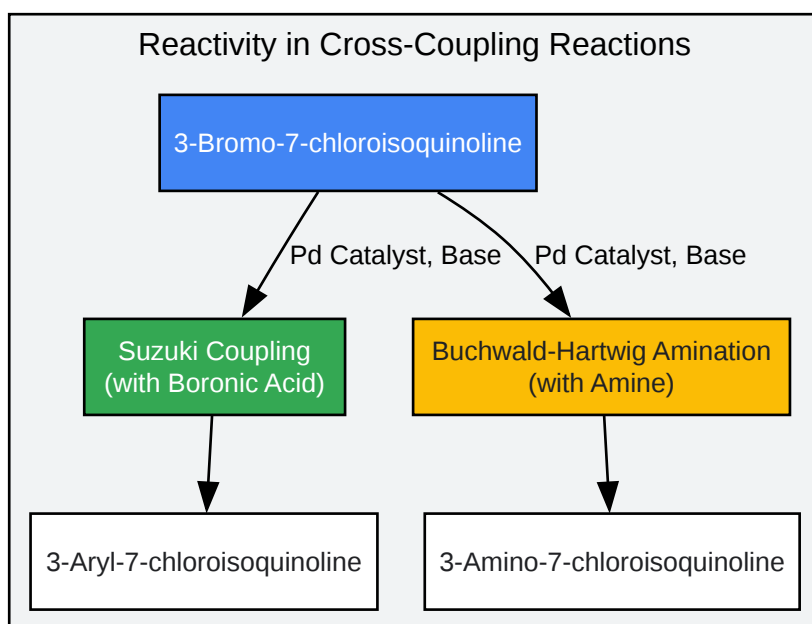 Reactivity in Cross-Coupling Reactions
3-Bromo-7-chloroisoquinoline
Pd Catalyst, Base
Pd Catalyst, Base
Suzuki Coupling
(with Boronic Acid)
Buchwald-Hartwig Amination
(with Amine)
3-Aryl-7-chloroisoquinoline
3-Amino-7-chloroisoquinoline